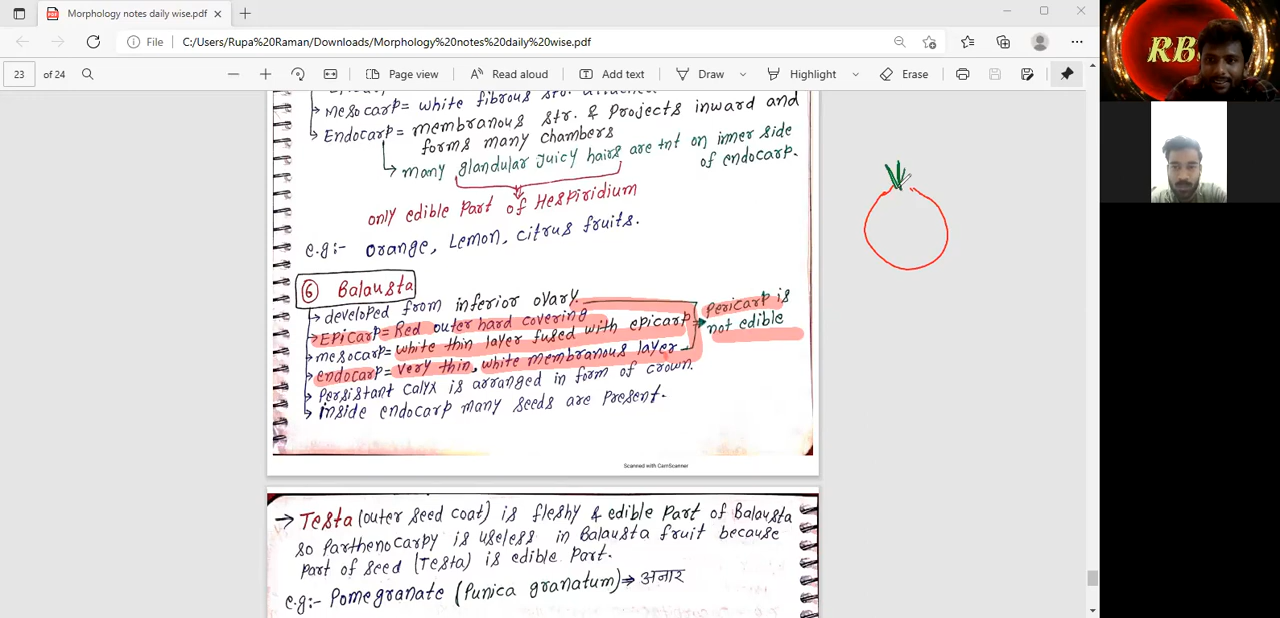 Morphology notes daily wise.pdf
File
C:/Users/Rupa%20Raman/Downloads/Morphology%20notes%20daily%20wise.pdf
23 of 24
Page view
Read aloud
Add text
Draw
Highlight
Erase
mesocarp = white fibrous str.
Endocarp = membranous str. & Projects inward and
forms many chambers
many glandular juicy hairs are tnt on inner side
of endocarp.
only edible Part of Hespiridium
e.g:- Orange, Lemon, citrus fruits.
6 Balausta
developed from inferior ovary.
Epicarp = Red outer hard covering
mesocarp = white thin layer fused with epicarp
endocarp = very thin, white membranous layer
Pericarp is
not edible
Persistant calyx is arranged in form of crown.
inside endocarp many seeds are Present.
Scanned with CamScanner
→ Testa (outer seed coat) is fleshy & edible part of Balausta
so Parthenocarpy is useless in Balausta fruit because
part of seed (Testa) is edible Part.
e.g:- Pomegranate (Punica granatum) ⇒ अनार
RBS